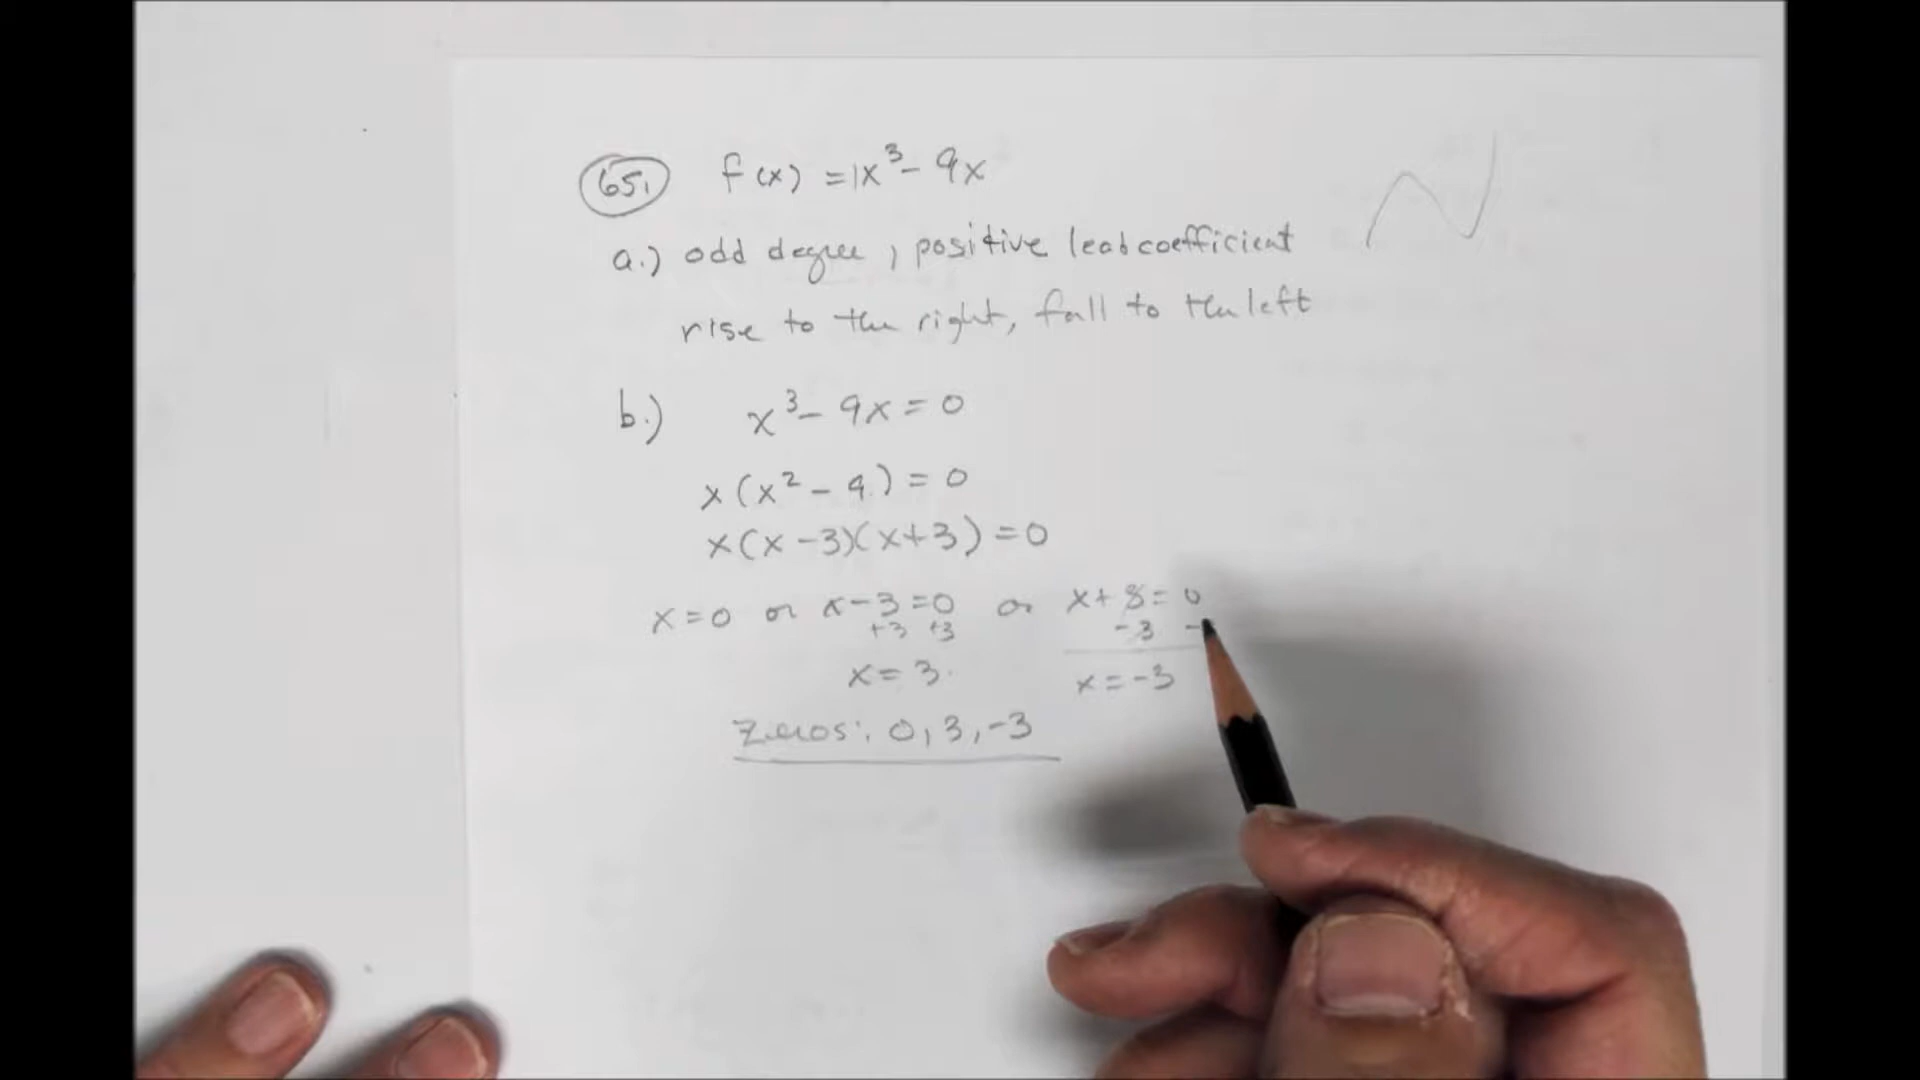 65. f(x) = 1x³ - 9x
a.) odd degree, positive lead coefficient
rise to the right, fall to the left
b.) x³ - 9x = 0
x(x² - 9) = 0
x(x - 3)(x + 3) = 0
x = 0 or x - 3 = 0 or x + 3 = 0
+3 +3 -3 -
x = 3 x = -3
Zeros: 0, 3, -3